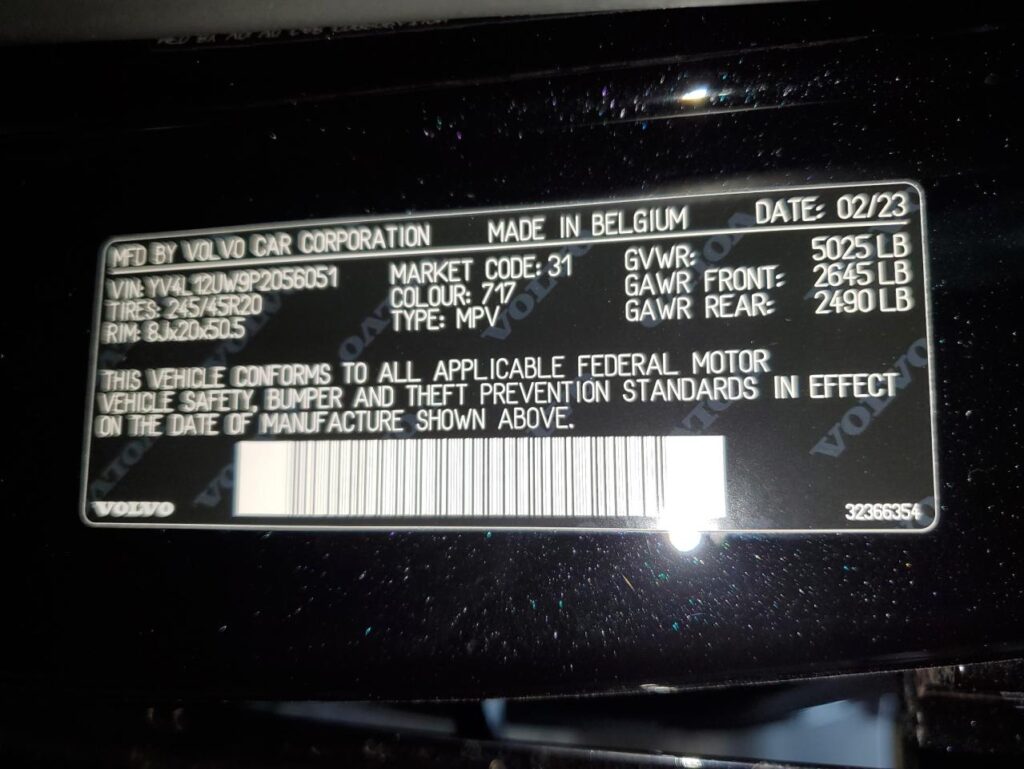 MFD BY VOLVO CAR CORPORATION MADE IN BELGIUM DATE: 02/23
VIN: YV4L12UW9P2056051 MARKET CODE: 31 GVWR: 5025 LB
TIRES: 245/45R20 COLOUR: 717 GAWR FRONT: 2645 LB
RIM: 8Jx20x50.5 TYPE: MPV GAWR REAR: 2490 LB
THIS VEHICLE CONFORMS TO ALL APPLICABLE FEDERAL MOTOR
VEHICLE SAFETY, BUMPER AND THEFT PREVENTION STANDARDS IN EFFECT
ON THE DATE OF MANUFACTURE SHOWN ABOVE.
VOLVO 32366354